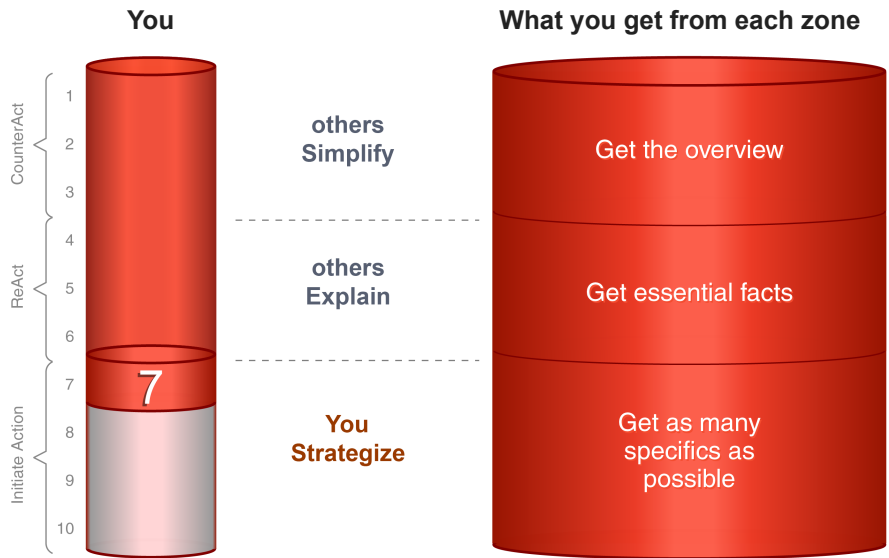 You
What you get from each zone
CounterAct
1
2
3
others
Simplify
Get the overview
ReAct
4
5
6
others
Explain
Get essential facts
Initiate Action
7
8
9
10
7
You
Strategize
Get as many
specifics as
possible